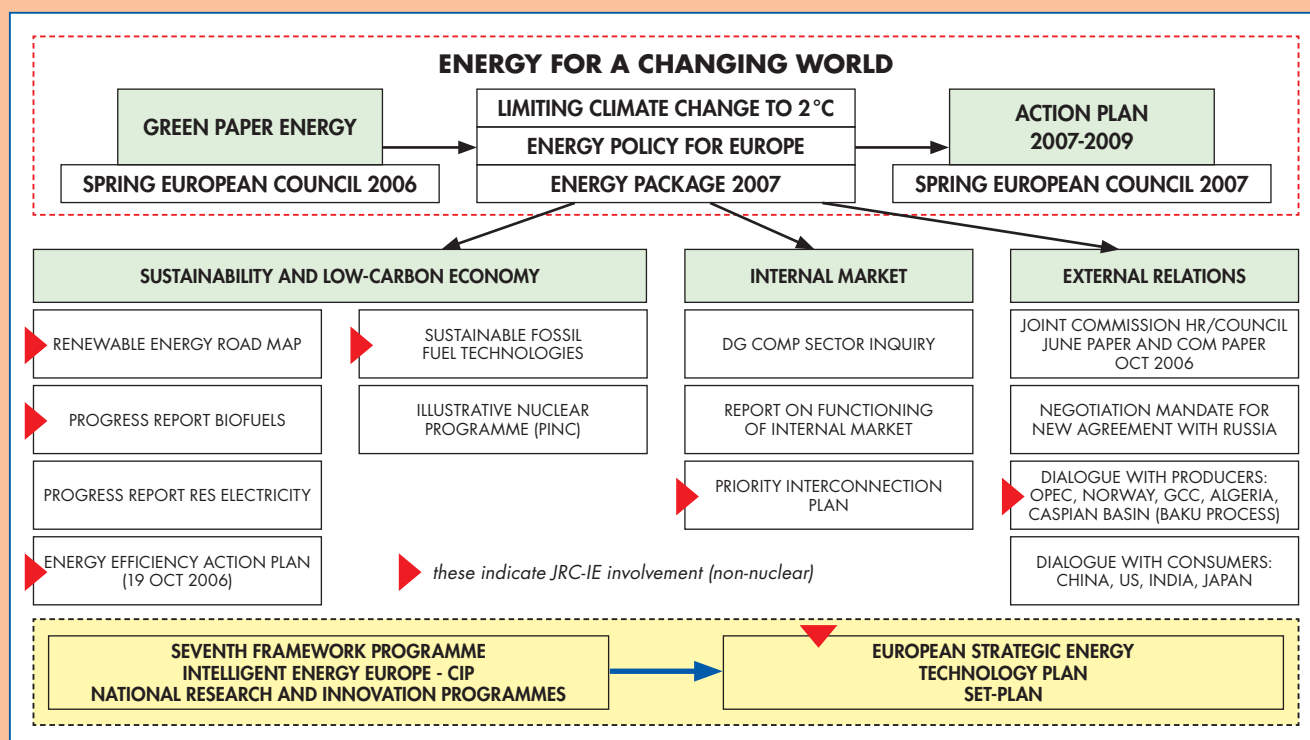 ENERGY FOR A CHANGING WORLD
GREEN PAPER ENERGY
SPRING EUROPEAN COUNCIL 2006
LIMITING CLIMATE CHANGE TO 2°C
ENERGY POLICY FOR EUROPE
ENERGY PACKAGE 2007
ACTION PLAN
2007-2009
SPRING EUROPEAN COUNCIL 2007
SUSTAINABILITY AND LOW-CARBON ECONOMY
RENEWABLE ENERGY ROAD MAP
PROGRESS REPORT BIOFUELS
PROGRESS REPORT RES ELECTRICITY
ENERGY EFFICIENCY ACTION PLAN
(19 OCT 2006)
SUSTAINABLE FOSSIL
FUEL TECHNOLOGIES
ILLUSTRATIVE NUCLEAR
PROGRAMME (PINC)
INTERNAL MARKET
DG COMP SECTOR INQUIRY
REPORT ON FUNCTIONING
OF INTERNAL MARKET
PRIORITY INTERCONNECTION
PLAN
EXTERNAL RELATIONS
JOINT COMMISSION HR/COUNCIL
JUNE PAPER AND COM PAPER
OCT 2006
NEGOTIATION MANDATE FOR
NEW AGREEMENT WITH RUSSIA
DIALOGUE WITH PRODUCERS:
OPEC, NORWAY, GCC, ALGERIA,
CASPIAN BASIN (BAKU PROCESS)
DIALOGUE WITH CONSUMERS:
CHINA, US, INDIA, JAPAN
these indicate JRC-IE involvement (non-nuclear)
SEVENTH FRAMEWORK PROGRAMME
INTELLIGENT ENERGY EUROPE - CIP
NATIONAL RESEARCH AND INNOVATION PROGRAMMES
EUROPEAN STRATEGIC ENERGY
TECHNOLOGY PLAN
SET-PLAN